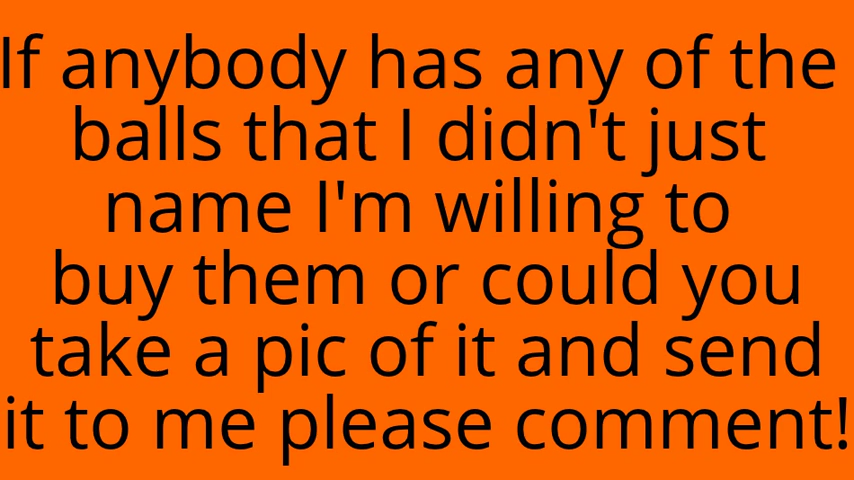 If anybody has any of the
balls that I didn't just
name I'm willing to
buy them or could you
take a pic of it and send
it to me please comment!